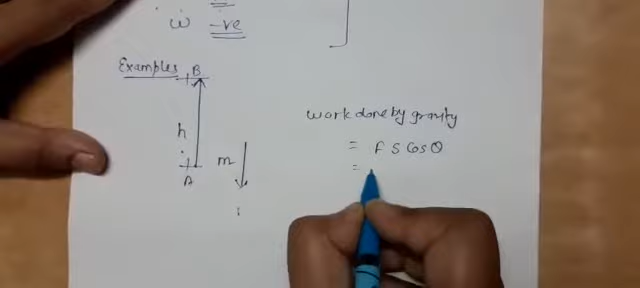 ẇ -ve
Examples
B
h
A
m
work done by gravity
= F S Cos θ
=